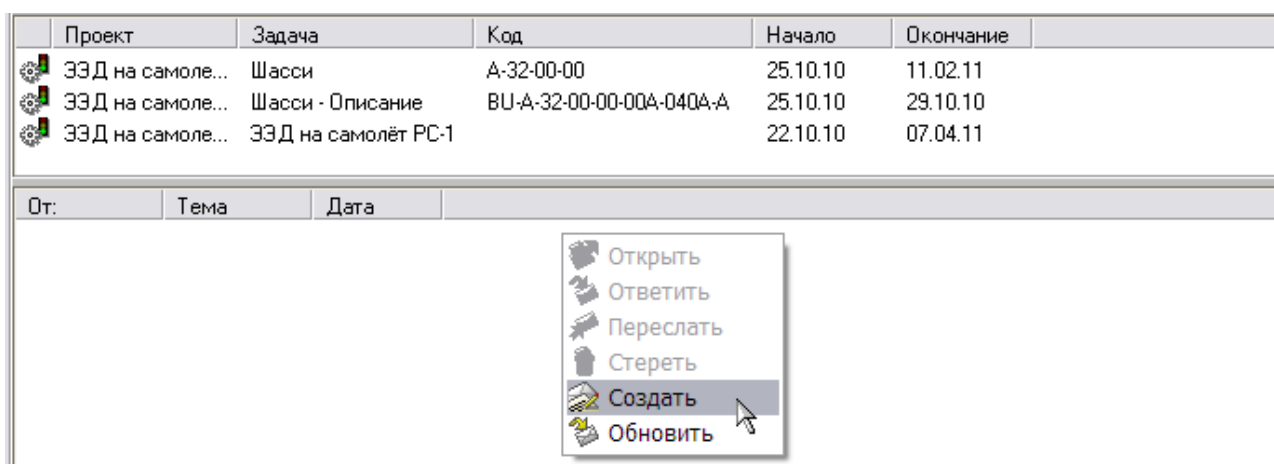 Проект Задача Код Начало Окончание
ЭЭД на самоле... Шасси A-32-00-00 25.10.10 11.02.11
ЭЭД на самоле... Шасси - Описание BU-A-32-00-00-00A-040A-A 25.10.10 29.10.10
ЭЭД на самоле... ЭЭД на самолёт РС-1 22.10.10 07.04.11
От: Тема Дата
Открыть
Ответить
Переслать
Стереть
Создать
Обновить